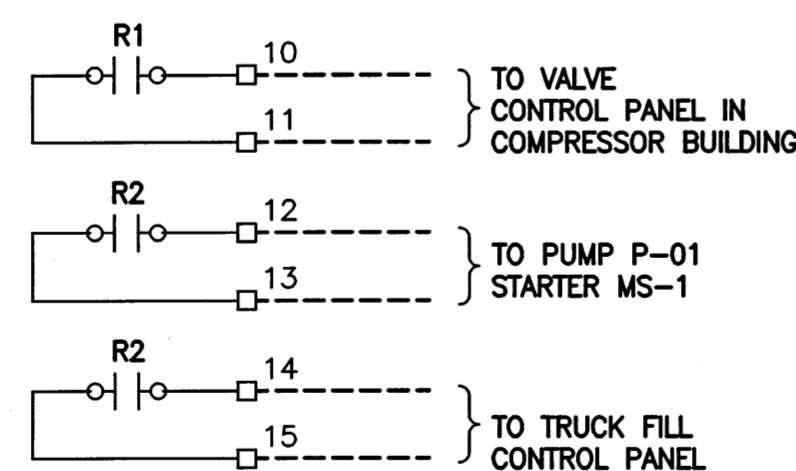 R1
10
11
TO VALVE
CONTROL PANEL IN
COMPRESSOR BUILDING
R2
12
13
TO PUMP P-01
STARTER MS-1
R2
14
15
TO TRUCK FILL
CONTROL PANEL